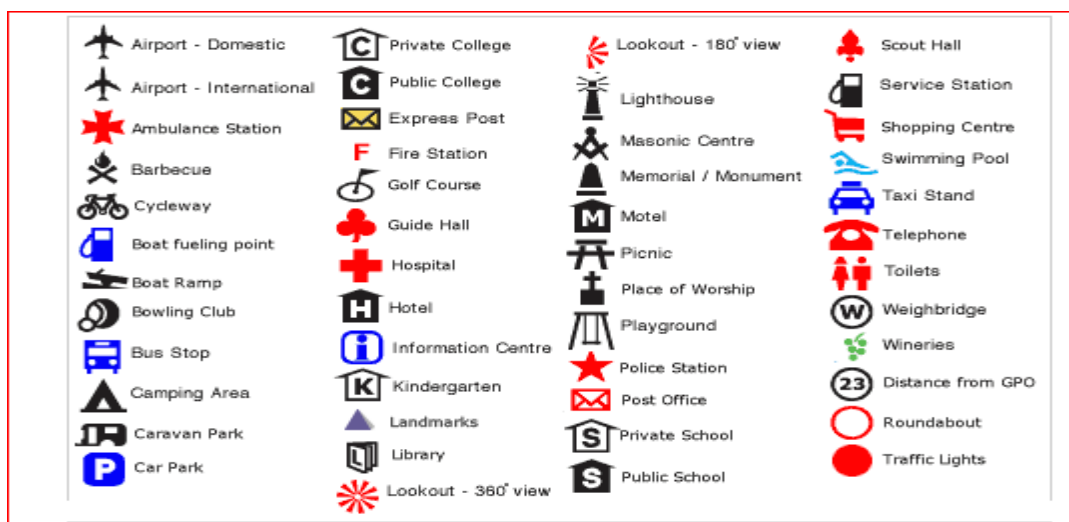 Airport - Domestic
Airport - International
Ambulance Station
Barbecue
Cycleway
Boat fueling point
Boat Ramp
Bowling Club
Bus Stop
Camping Area
Caravan Park
P Car Park
C Private College
C Public College
Express Post
F Fire Station
Golf Course
Guide Hall
Hospital
H Hotel
i Information Centre
K Kindergarten
Landmarks
L Library
Lookout - 360° view
Lookout - 180° view
Lighthouse
Masonic Centre
Memorial / Monument
M Motel
Picnic
Place of Worship
Playground
Police Station
Post Office
S Private School
S Public School
Scout Hall
Service Station
Shopping Centre
Swimming Pool
Taxi Stand
Telephone
Toilets
W Weighbridge
Wineries
23 Distance from GPO
Roundabout
Traffic Lights